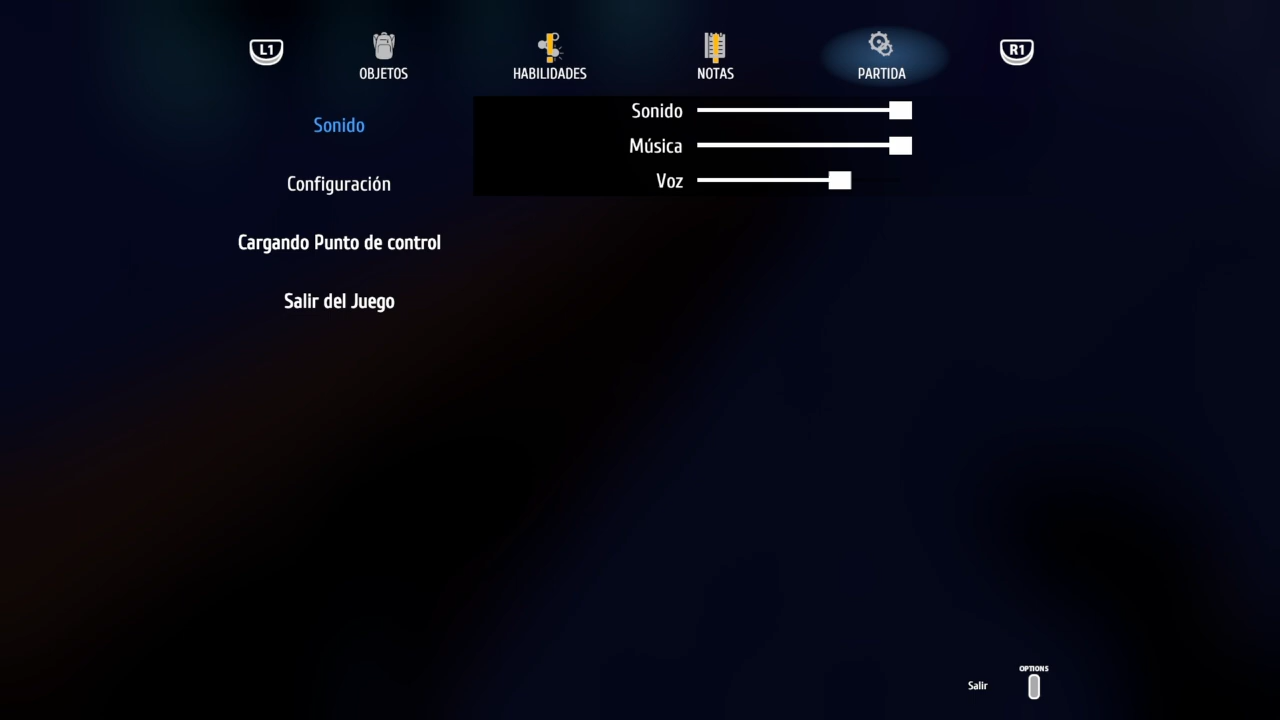 L1
OBJETOS
HABILIDADES
NOTAS
PARTIDA
R1
Sonido
Configuración
Cargando Punto de control
Salir del Juego
Sonido
Música
Voz
Salir
OPTIONS